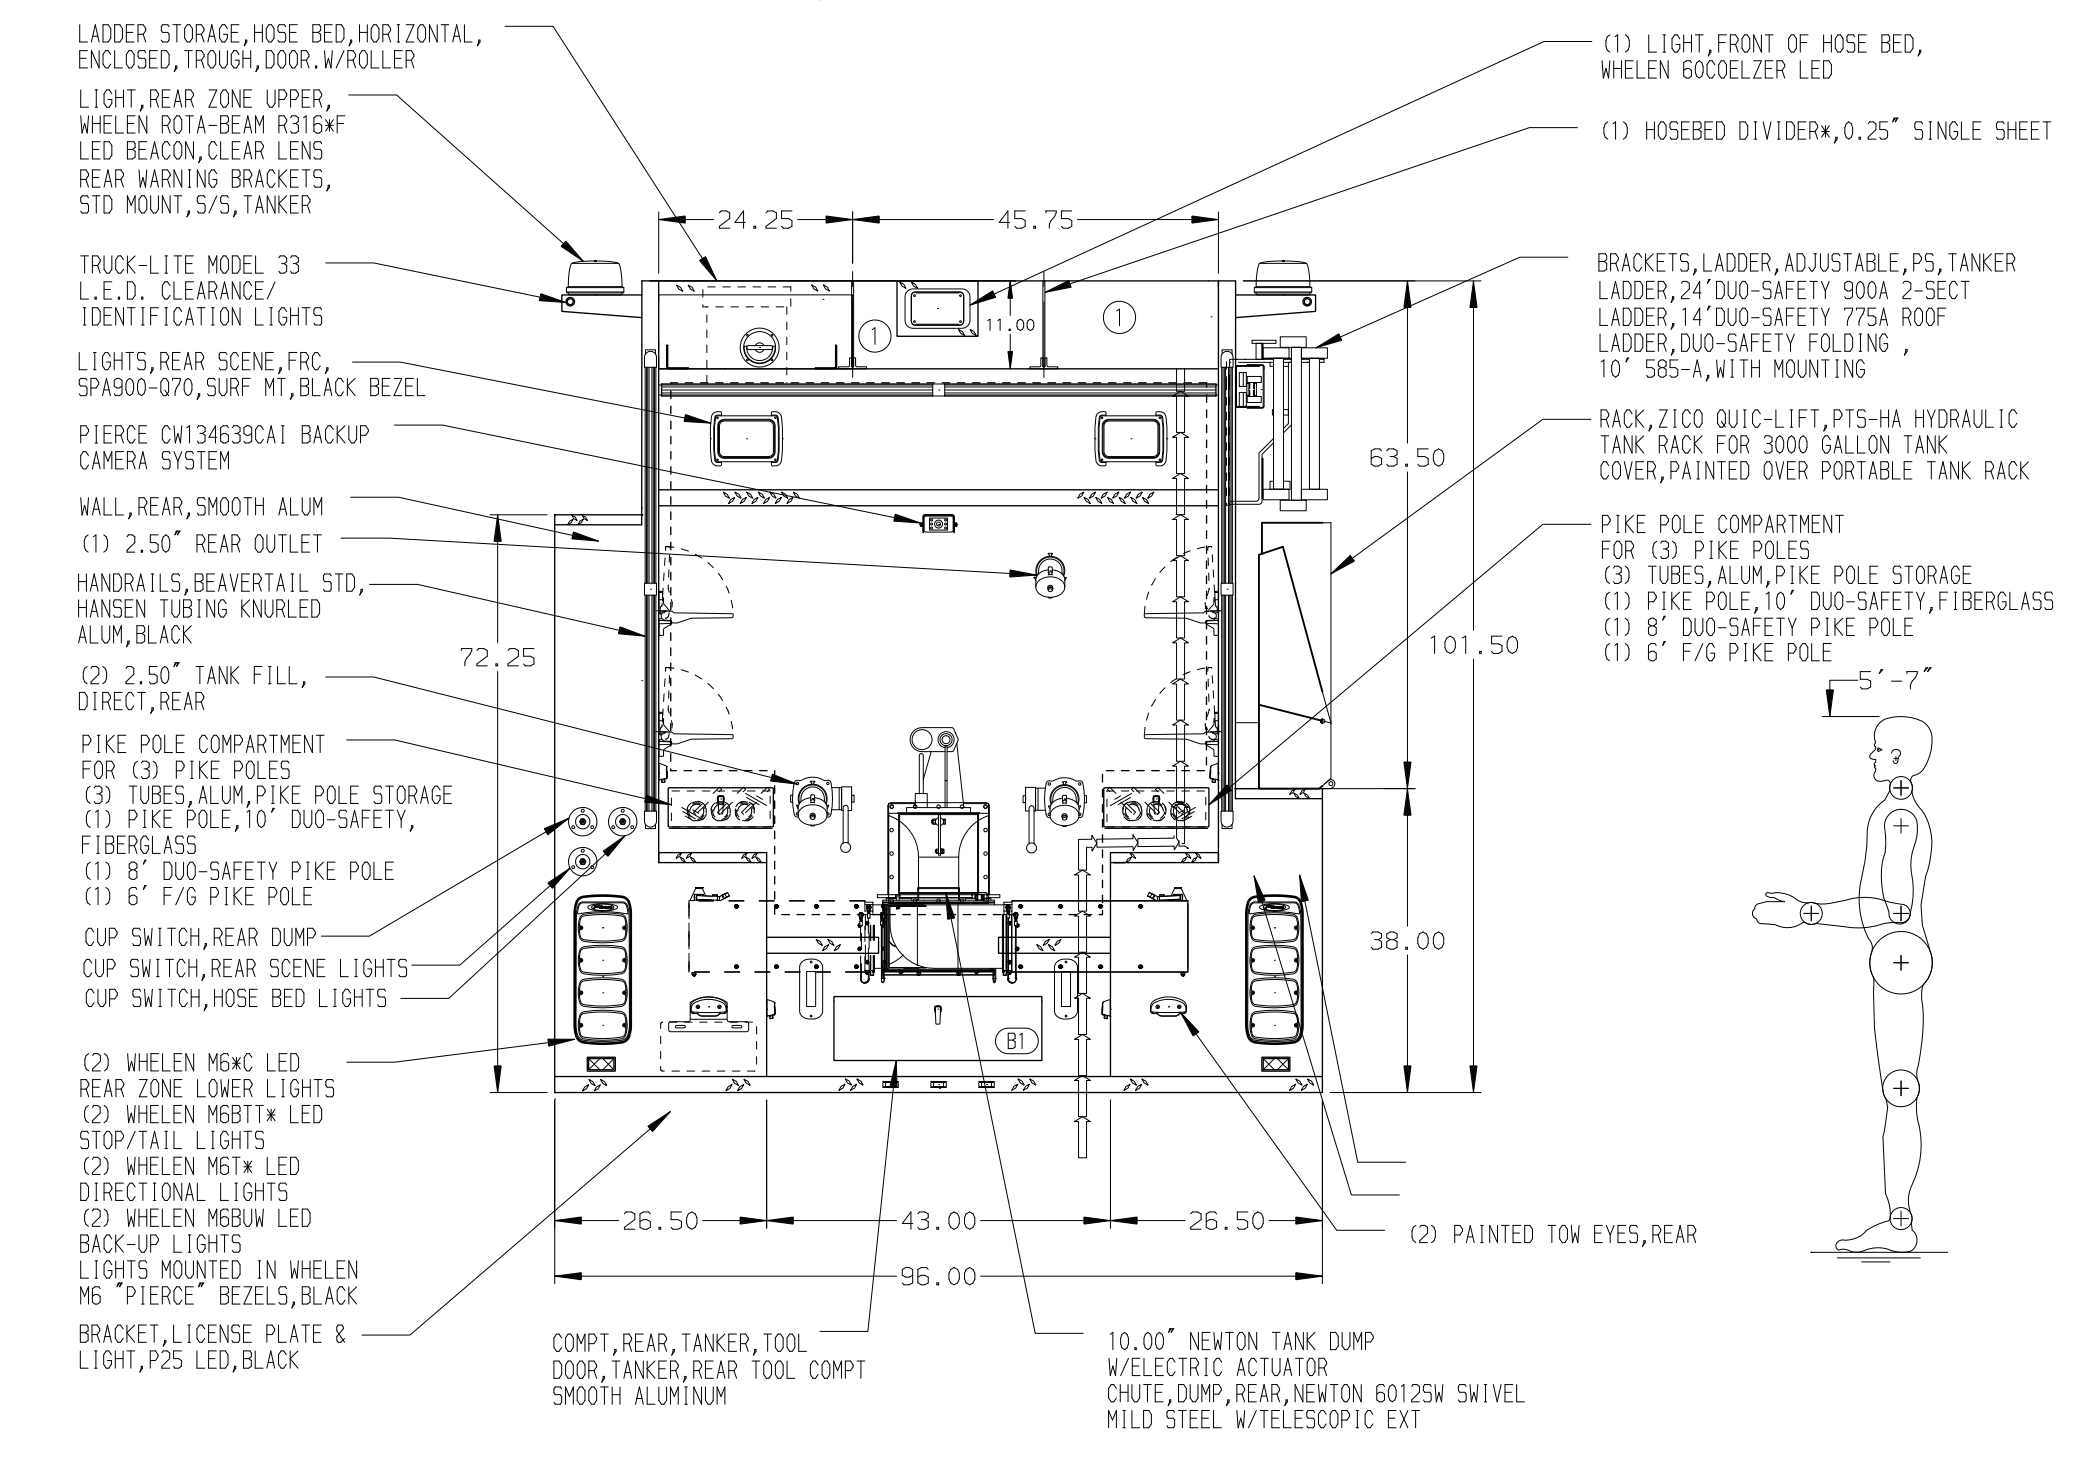 LADDER STORAGE,HOSE BED,HORIZONTAL,
ENCLOSED,TROUGH,DOOR.W/ROLLER
LIGHT,REAR ZONE UPPER,
WHELEN ROTA-BEAM R316*F
LED BEACON,CLEAR LENS
REAR WARNING BRACKETS,
STD MOUNT,S/S,TANKER
TRUCK-LITE MODEL 33
L.E.D. CLEARANCE/
IDENTIFICATION LIGHTS
LIGHTS,REAR SCENE,FRC,
SPA900-Q70,SURF MT,BLACK BEZEL
PIERCE CW134639CAI BACKUP
CAMERA SYSTEM
WALL,REAR,SMOOTH ALUM
(1) 2.50″ REAR OUTLET
HANDRAILS,BEAVERTAIL STD,
HANSEN TUBING KNURLED
ALUM,BLACK
(2) 2.50″ TANK FILL,
DIRECT,REAR
PIKE POLE COMPARTMENT
FOR (3) PIKE POLES
(3) TUBES,ALUM,PIKE POLE STORAGE
(1) PIKE POLE,10′ DUO-SAFETY,
FIBERGLASS
(1) 8′ DUO-SAFETY PIKE POLE
(1) 6′ F/G PIKE POLE
CUP SWITCH,REAR DUMP
CUP SWITCH,REAR SCENE LIGHTS
CUP SWITCH,HOSE BED LIGHTS
(2) WHELEN M6*C LED
REAR ZONE LOWER LIGHTS
(2) WHELEN M6BTT* LED
STOP/TAIL LIGHTS
(2) WHELEN M6T* LED
DIRECTIONAL LIGHTS
(2) WHELEN M6BUW LED
BACK-UP LIGHTS
LIGHTS MOUNTED IN WHELEN
M6 ″PIERCE″ BEZELS,BLACK
BRACKET,LICENSE PLATE &
LIGHT,P25 LED,BLACK
24.25
45.75
11.00
1
1
72.25
63.50
101.50
38.00
B1
26.50
43.00
26.50
96.00
COMPT,REAR,TANKER,TOOL
DOOR,TANKER,REAR TOOL COMPT
SMOOTH ALUMINUM
10.00″ NEWTON TANK DUMP
W/ELECTRIC ACTUATOR
CHUTE,DUMP,REAR,NEWTON 6012SW SWIVEL
MILD STEEL W/TELESCOPIC EXT
(1) LIGHT,FRONT OF HOSE BED,
WHELEN 60COELZER LED
(1) HOSEBED DIVIDER*,0.25″ SINGLE SHEET
BRACKETS,LADDER,ADJUSTABLE,PS,TANKER
LADDER,24′DUO-SAFETY 900A 2-SECT
LADDER,14′DUO-SAFETY 775A ROOF
LADDER,DUO-SAFETY FOLDING ,
10′ 585-A,WITH MOUNTING
RACK,ZICO QUIC-LIFT,PTS-HA HYDRAULIC
TANK RACK FOR 3000 GALLON TANK
COVER,PAINTED OVER PORTABLE TANK RACK
PIKE POLE COMPARTMENT
FOR (3) PIKE POLES
(3) TUBES,ALUM,PIKE POLE STORAGE
(1) PIKE POLE,10′ DUO-SAFETY,FIBERGLASS
(1) 8′ DUO-SAFETY PIKE POLE
(1) 6′ F/G PIKE POLE
5′-7″
(2) PAINTED TOW EYES,REAR